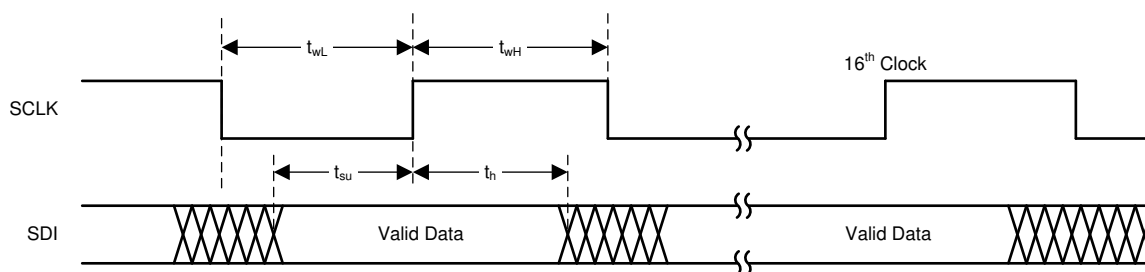 t_wL
t_wH
16^th Clock
SCLK
t_su
t_h
SDI
Valid Data
Valid Data